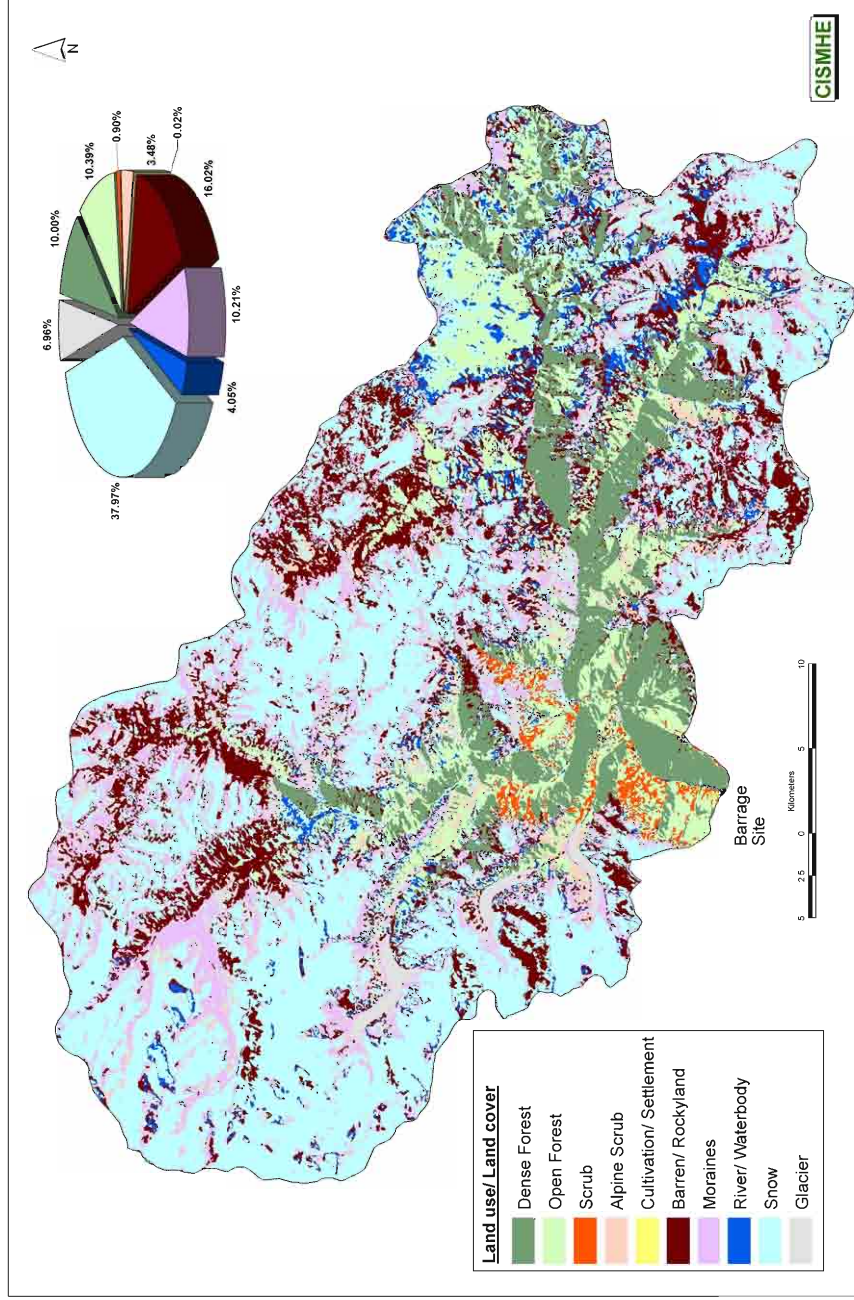 N
10.00%
10.39%
0.90%
3.48%
0.02%
16.02%
10.21%
4.05%
37.97%
6.96%
CISMHE
Barrage
Site
5 2 5 0 5 10
Kilometers
Land use/ Land cover
Dense Forest
Open Forest
Scrub
Alpine Scrub
Cultivation/ Settlement
Barren/ Rockyland
Moraines
River/ Waterbody
Snow
Glacier